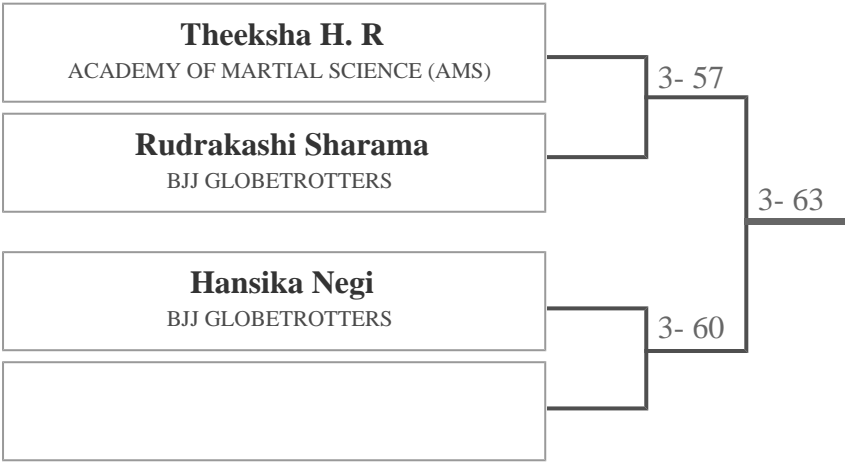 Theeksha H. R
ACADEMY OF MARTIAL SCIENCE (AMS)
3- 57
Rudrakashi Sharama
BJJ GLOBETROTTERS
3- 63
Hansika Negi
BJJ GLOBETROTTERS
3- 60